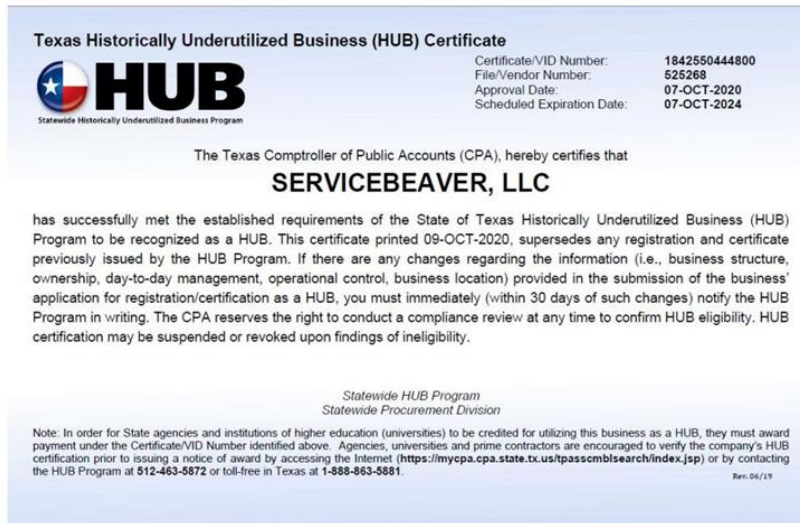 Texas Historically Underutilized Business (HUB) Certificate
HUB
Statewide Historically Underutilized Business Program
Certificate/VID Number: 1842550444800
File/Vendor Number: 525268
Approval Date: 07-OCT-2020
Scheduled Expiration Date: 07-OCT-2024
The Texas Comptroller of Public Accounts (CPA), hereby certifies that
SERVICEBEAVER, LLC
has successfully met the established requirements of the State of Texas Historically Underutilized Business (HUB)
Program to be recognized as a HUB. This certificate printed 09-OCT-2020, supersedes any registration and certificate
previously issued by the HUB Program. If there are any changes regarding the information (i.e., business structure,
ownership, day-to-day management, operational control, business location) provided in the submission of the business'
application for registration/certification as a HUB, you must immediately (within 30 days of such changes) notify the HUB
Program in writing. The CPA reserves the right to conduct a compliance review at any time to confirm HUB eligibility. HUB
certification may be suspended or revoked upon findings of ineligibility.
Statewide HUB Program
Statewide Procurement Division
Note: In order for State agencies and institutions of higher education (universities) to be credited for utilizing this business as a HUB, they must award
payment under the Certificate/VID Number identified above. Agencies, universities and prime contractors are encouraged to verify the company's HUB
certification prior to issuing a notice of award by accessing the Internet (https://mycpa.cpa.state.tx.us/tpasscmblsearch/index.jsp) or by contacting
the HUB Program at 512-463-5872 or toll-free in Texas at 1-888-863-5881.
Rev. 06/19